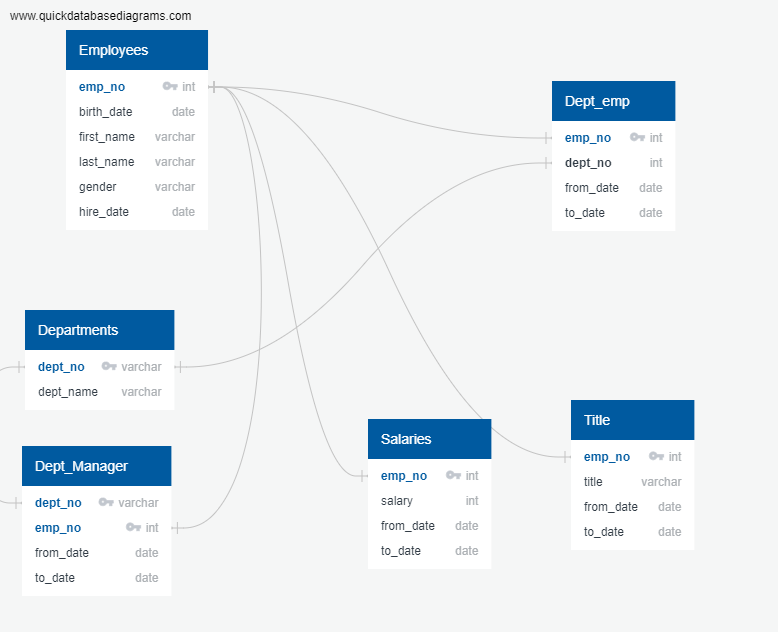 www.quickdatabasediagrams.com
Employees
emp_no int
birth_date date
first_name varchar
last_name varchar
gender varchar
hire_date date
Dept_emp
emp_no int
dept_no int
from_date date
to_date date
Departments
dept_no varchar
dept_name varchar
Dept_Manager
dept_no varchar
emp_no int
from_date date
to_date date
Salaries
emp_no int
salary int
from_date date
to_date date
Title
emp_no int
title varchar
from_date date
to_date date